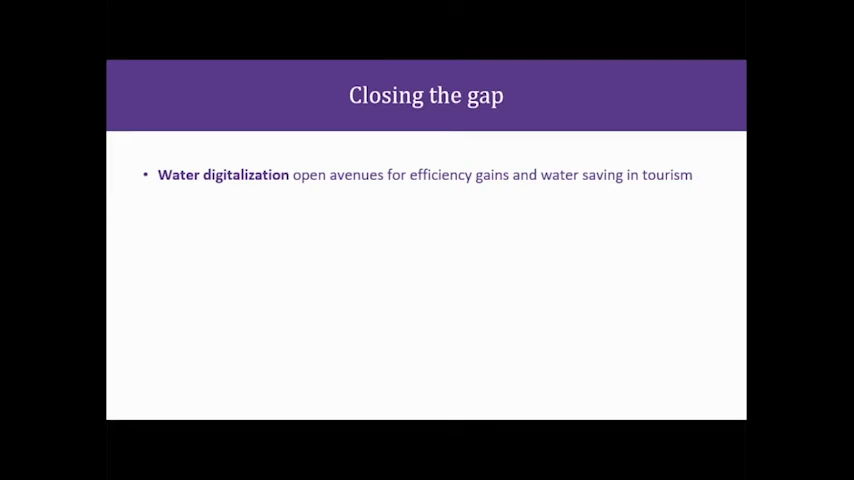 Closing the gap
• Water digitalization open avenues for efficiency gains and water saving in tourism